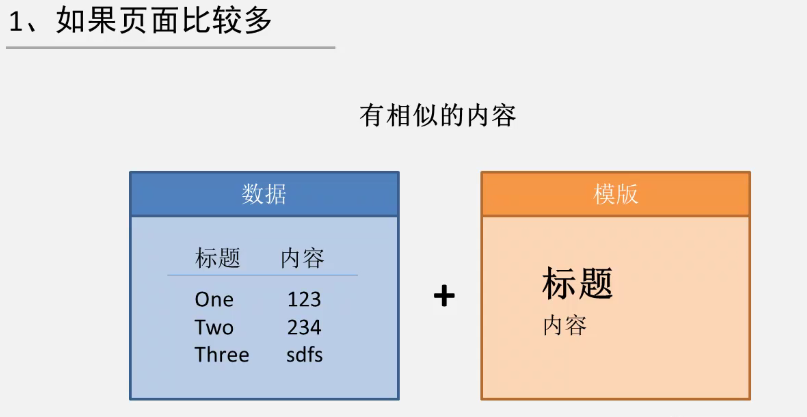 1、如果页面比较多
有相似的内容
数据
标题 内容
One 123
Two 234
Three sdfs
+
模版
标题
内容